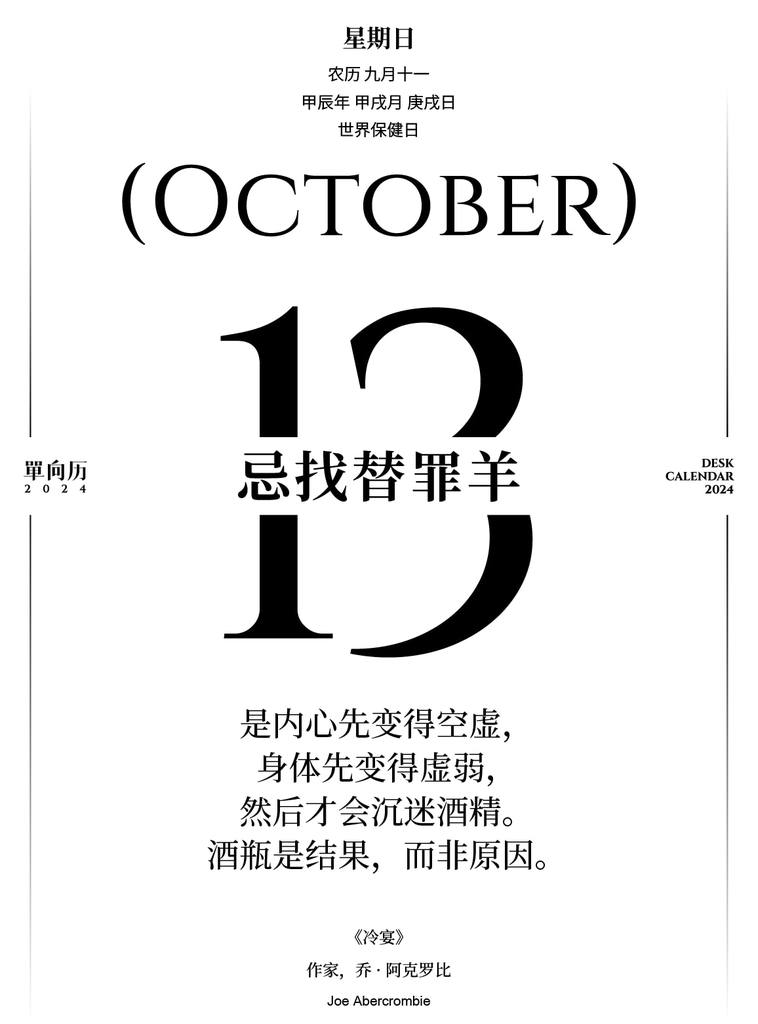 星期日
农历 九月十一
甲辰年 甲戌月 庚戌日
世界保健日
(OCTOBER)
13
忌找替罪羊
單向历
2024
DESK
CALENDAR
2024
是内心先变得空虚，
身体先变得虚弱，
然后才会沉迷酒精。
酒瓶是结果，而非原因。
《冷宴》
作家，乔·阿克罗比
Joe Abercrombie